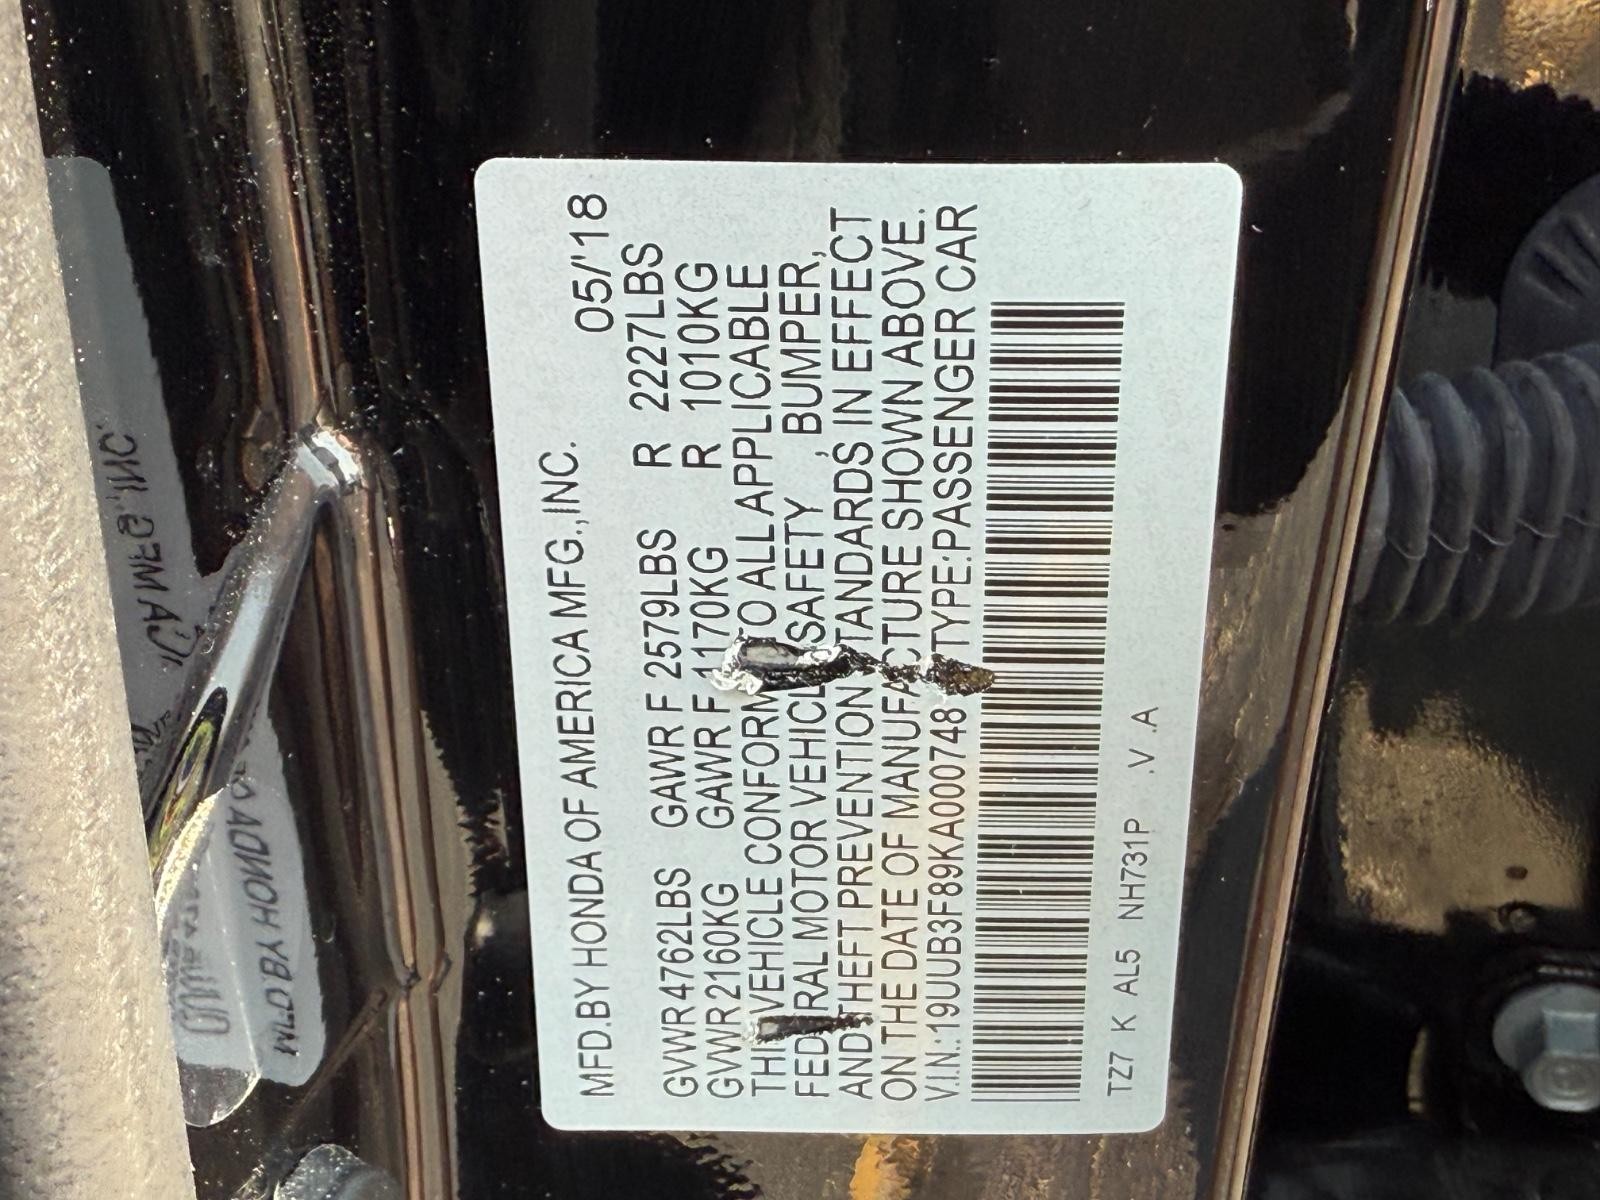 MFD.BY HONDA OF AMERICA MFG.,INC. 05/'18
GVWR 4762LBS GAWR F 2579LBS R 2227LBS
GVWR 2160KG GAWR F 1170KG R 1010KG
VEHICLE CONFORM TO ALL APPLICABLE
FEDERAL MOTOR VEHICLE SAFETY , BUMPER,
AND THEFT PREVENTION STANDARDS IN EFFECT
ON THE DATE OF MANUFACTURE SHOWN ABOVE.
V.I.N.:19UUB3F89KA000748 TYPE:PASSENGER CAR
TZ7 K AL5 NH731P .V .A